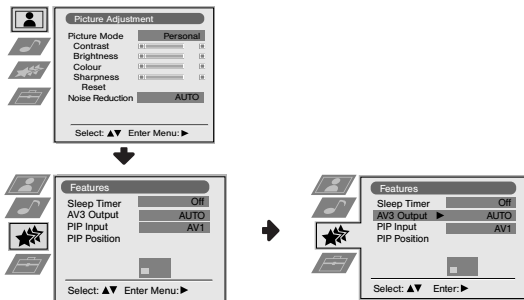 Picture Adjustment
Picture Mode Personal
Contrast
Brightness
Colour
Sharpness
Reset
Noise Reduction AUTO
Select: ▲▼ Enter Menu: ►
Features
Sleep Timer Off
AV3 Output AUTO
PIP Input AV1
PIP Position
Select: ▲▼ Enter Menu: ►
Features
Sleep Timer Off
AV3 Output ► AUTO
PIP Input AV1
PIP Position
Select: ▲▼ Enter: ►